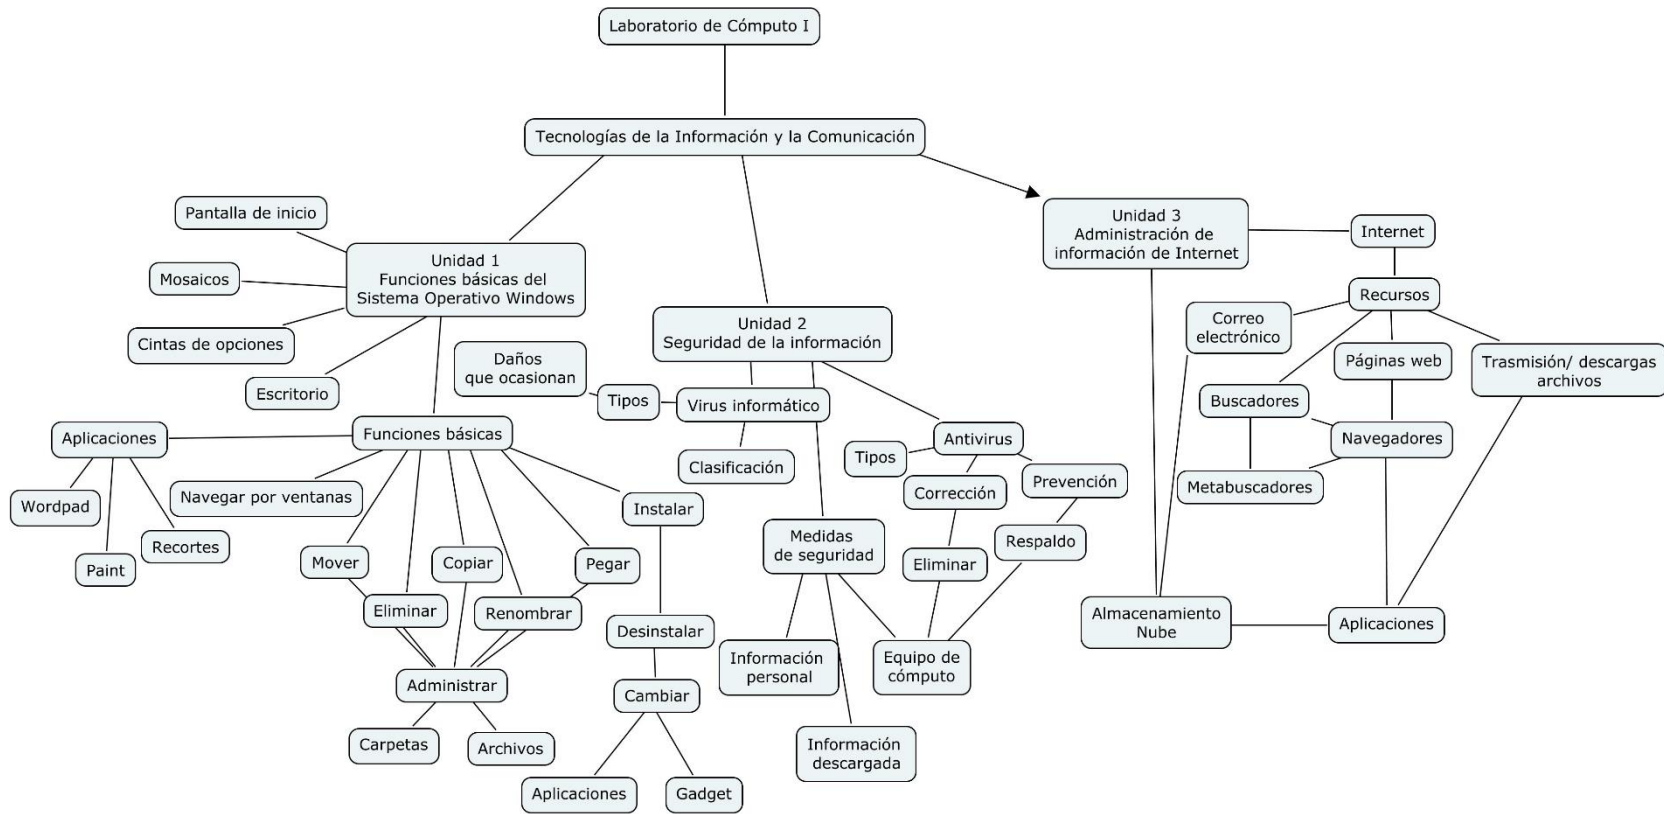 Laboratorio de Cómputo I
Tecnologías de la Información y la Comunicación
Unidad 1
Funciones básicas del
Sistema Operativo Windows
Pantalla de inicio
Mosaicos
Cintas de opciones
Escritorio
Funciones básicas
Aplicaciones
Wordpad
Paint
Recortes
Navegar por ventanas
Mover
Eliminar
Copiar
Renombrar
Pegar
Administrar
Carpetas
Archivos
Instalar
Desinstalar
Cambiar
Aplicaciones
Gadget
Unidad 2
Seguridad de la información
Daños
que ocasionan
Tipos
Virus informático
Clasificación
Antivirus
Tipos
Corrección
Prevención
Eliminar
Respaldo
Medidas
de seguridad
Información
personal
Equipo de
cómputo
Información
descargada
Unidad 3
Administración de
información de Internet
Internet
Recursos
Correo
electrónico
Páginas web
Trasmisión/ descargas
archivos
Buscadores
Navegadores
Metabuscadores
Almacenamiento
Nube
Aplicaciones